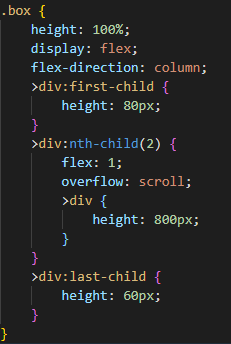 .box {
    height: 100%;
    display: flex;
    flex-direction: column;
    >div:first-child {
        height: 80px;
    }
    >div:nth-child(2) {
        flex: 1;
        overflow: scroll;
        >div {
            height: 800px;
        }
    }
    >div:last-child {
        height: 60px;
    }
}